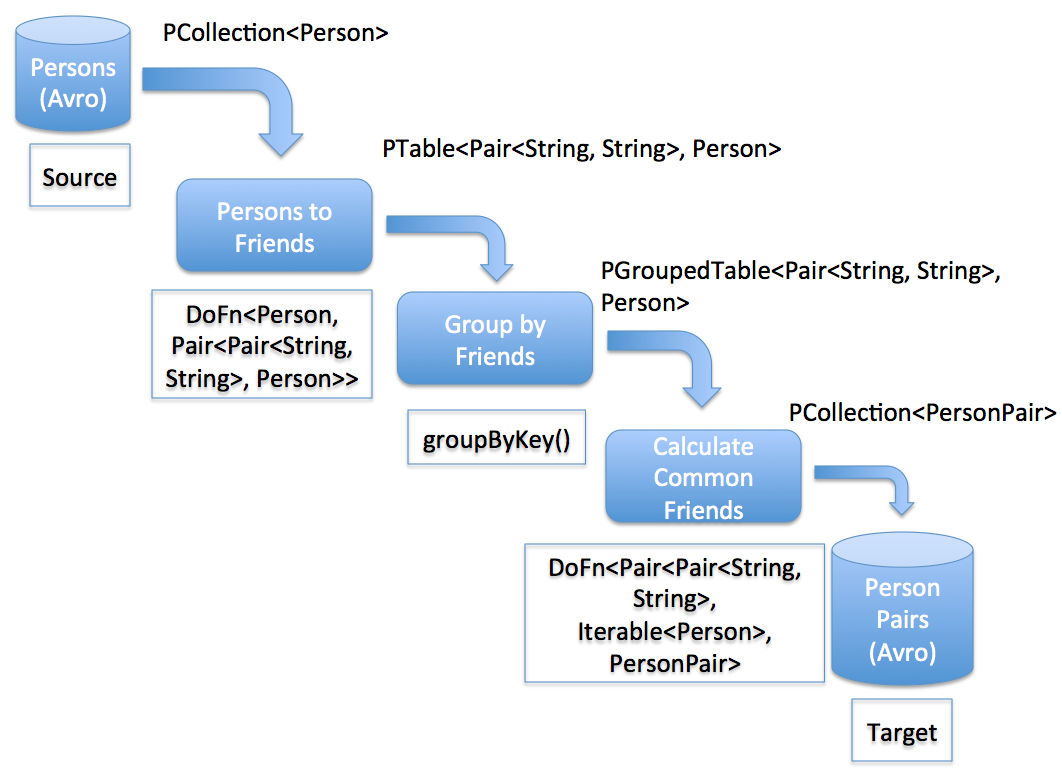 PCollection<Person>
Persons
(Avro)
Source
PTable<Pair<String, String>, Person>
Persons to
Friends
DoFn<Person,
Pair<Pair<String,
String>, Person>>
PGroupedTable<Pair<String, String>,
Person>
Group by
Friends
groupByKey()
PCollection<PersonPair>
Calculate
Common
Friends
DoFn<Pair<Pair<String,
String>,
Iterable<Person>,
PersonPair>
Person
Pairs
(Avro)
Target